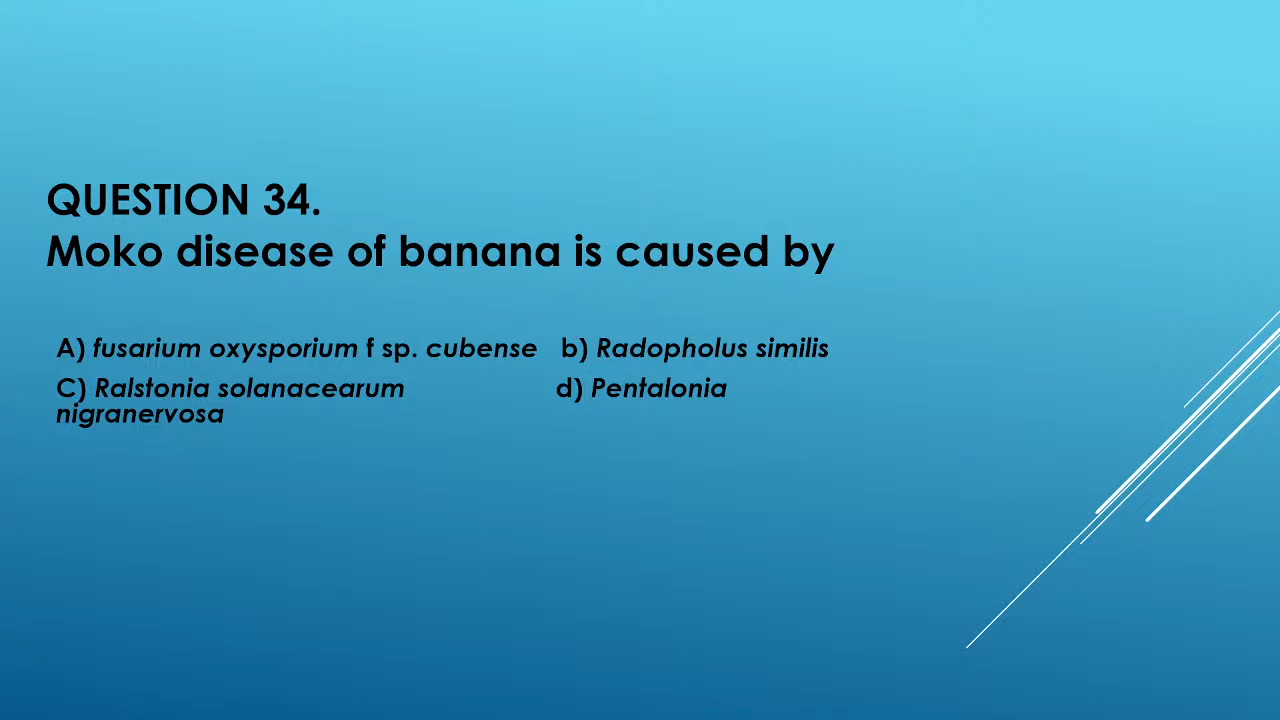 QUESTION 34.
Moko disease of banana is caused by
A) fusarium oxysporium f sp. cubense b) Radopholus similis
C) Ralstonia solanacearum d) Pentalonia
nigranervosa